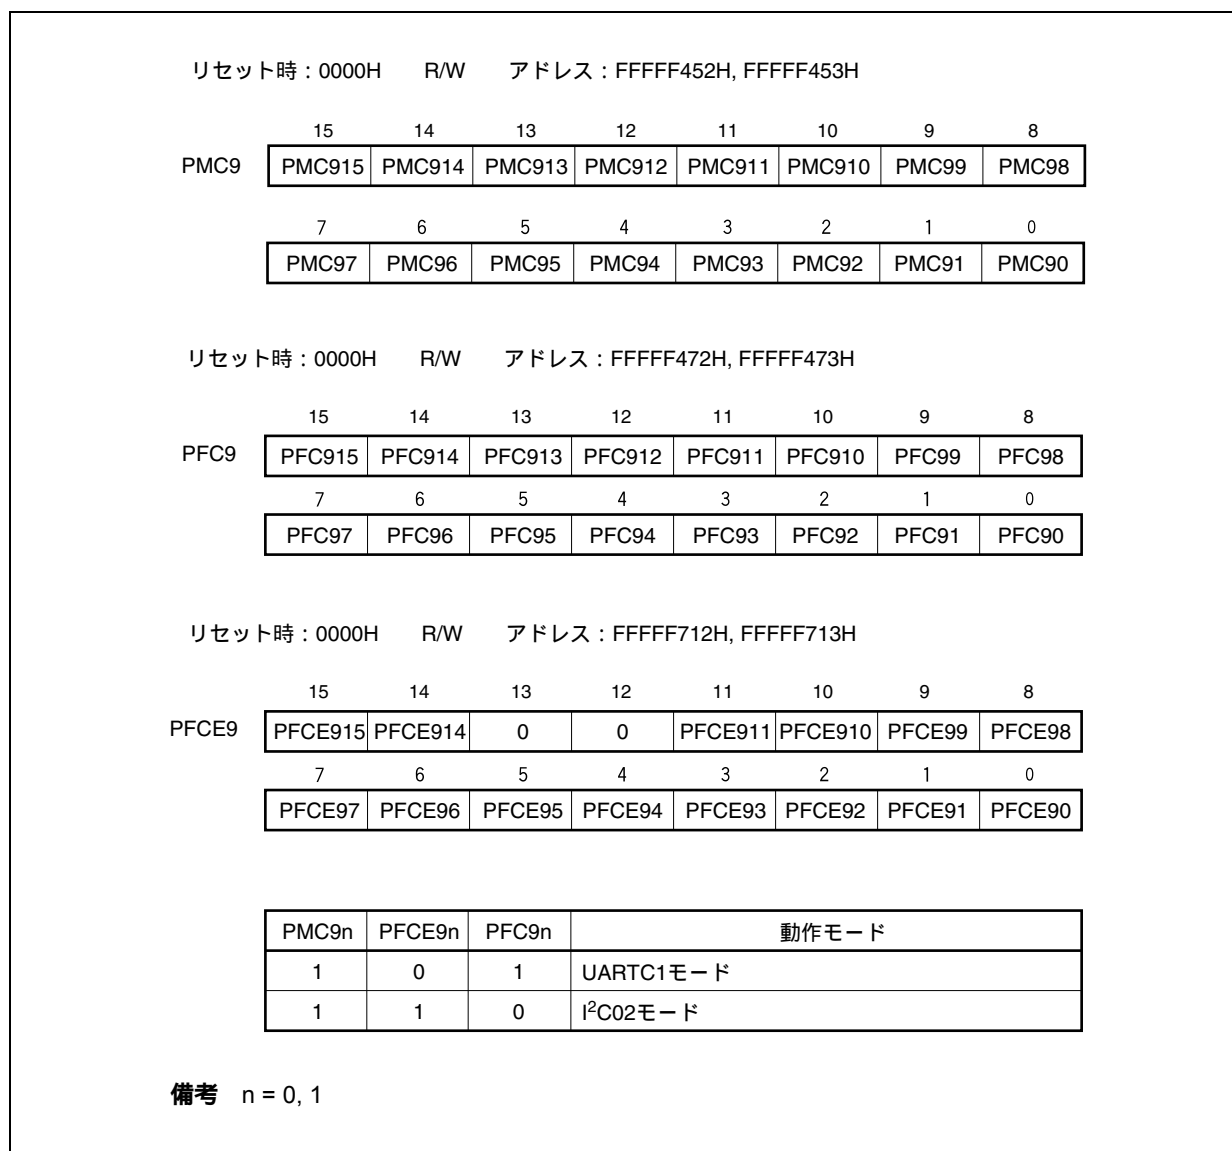 リセット時：0000H R/W アドレス：FFFFF452H, FFFFF453H
15 14 13 12 11 10 9 8
PMC9 PMC915 PMC914 PMC913 PMC912 PMC911 PMC910 PMC99 PMC98
7 6 5 4 3 2 1 0
PMC97 PMC96 PMC95 PMC94 PMC93 PMC92 PMC91 PMC90
リセット時：0000H R/W アドレス：FFFFF472H, FFFFF473H
15 14 13 12 11 10 9 8
PFC9 PFC915 PFC914 PFC913 PFC912 PFC911 PFC910 PFC99 PFC98
7 6 5 4 3 2 1 0
PFC97 PFC96 PFC95 PFC94 PFC93 PFC92 PFC91 PFC90
リセット時：0000H R/W アドレス：FFFFF712H, FFFFF713H
15 14 13 12 11 10 9 8
PFCE9 PFCE915 PFCE914 0 0 PFCE911 PFCE910 PFCE99 PFCE98
7 6 5 4 3 2 1 0
PFCE97 PFCE96 PFCE95 PFCE94 PFCE93 PFCE92 PFCE91 PFCE90
PMC9n PFCE9n PFC9n 動作モード
1 0 1 UARTC1モード
1 1 0 I²C02モード
備考 n = 0, 1